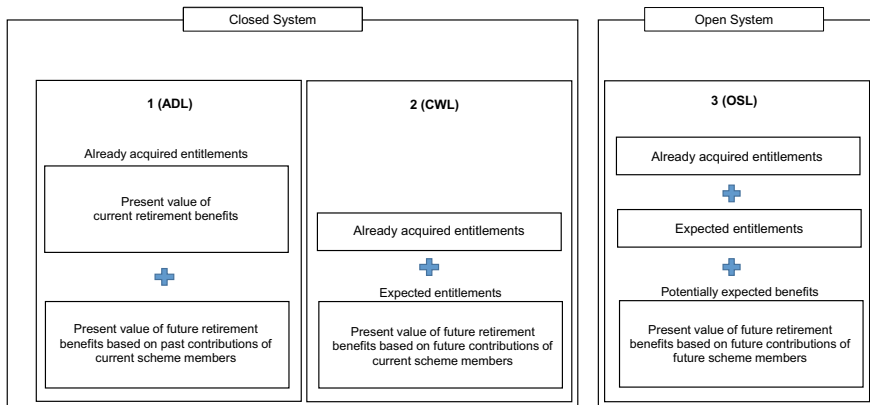 Closed System
Open System
1 (ADL)
Already acquired entitlements
Present value of
current retirement benefits
Present value of future retirement
benefits based on past contributions of
current scheme members
2 (CWL)
Already acquired entitlements
Expected entitlements
Present value of future retirement
benefits based on future contributions of
current scheme members
3 (OSL)
Already acquired entitlements
Expected entitlements
Potentially expected benefits
Present value of future retirement
benefits based on future contributions of
future scheme members